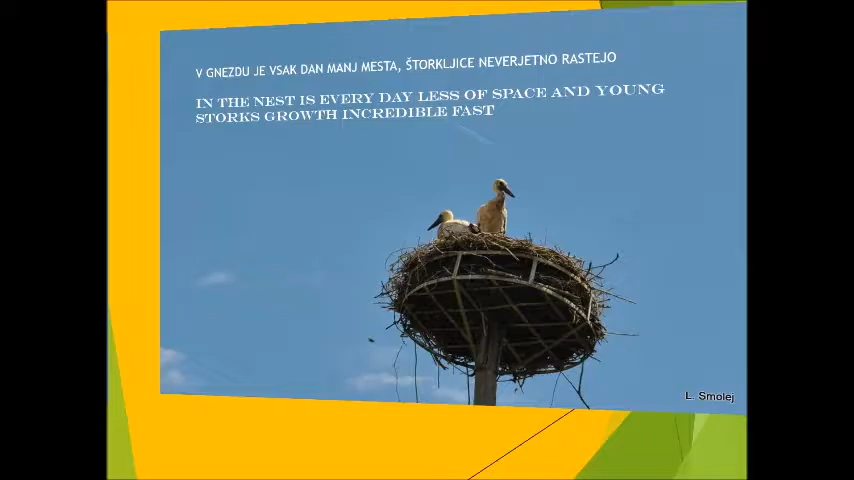 V GNEZDU JE VSAK DAN MANJ MESTA, ŠTORKLJICE NEVERJETNO RASTEJO
IN THE NEST IS EVERY DAY LESS OF SPACE AND YOUNG
STORKS GROWTH INCREDIBLE FAST
L. Smolej